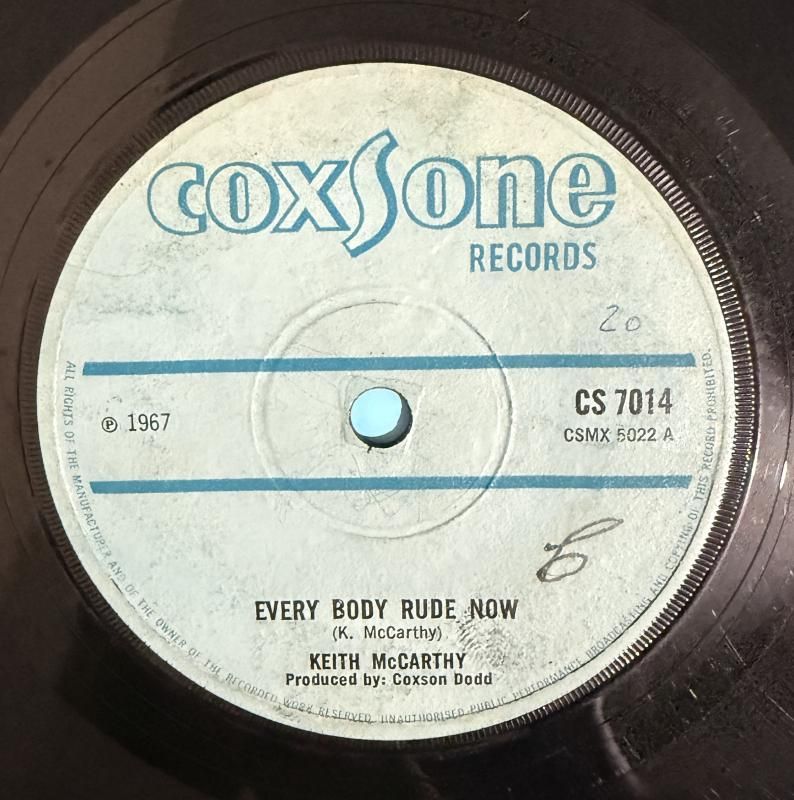 coxsone
RECORDS
20
℗ 1967
CS 7014
CSMX 5022 A
EVERY BODY RUDE NOW
(K. McCarthy)
KEITH McCARTHY
Produced by: Coxson Dodd
ALL RIGHTS OF THE MANUFACTURER AND OF THE OWNER OF THE RECORDED WORK RESERVED. UNAUTHORISED PUBLIC PERFORMANCE BROADCASTING AND COPYING OF THIS RECORD PROHIBITED.